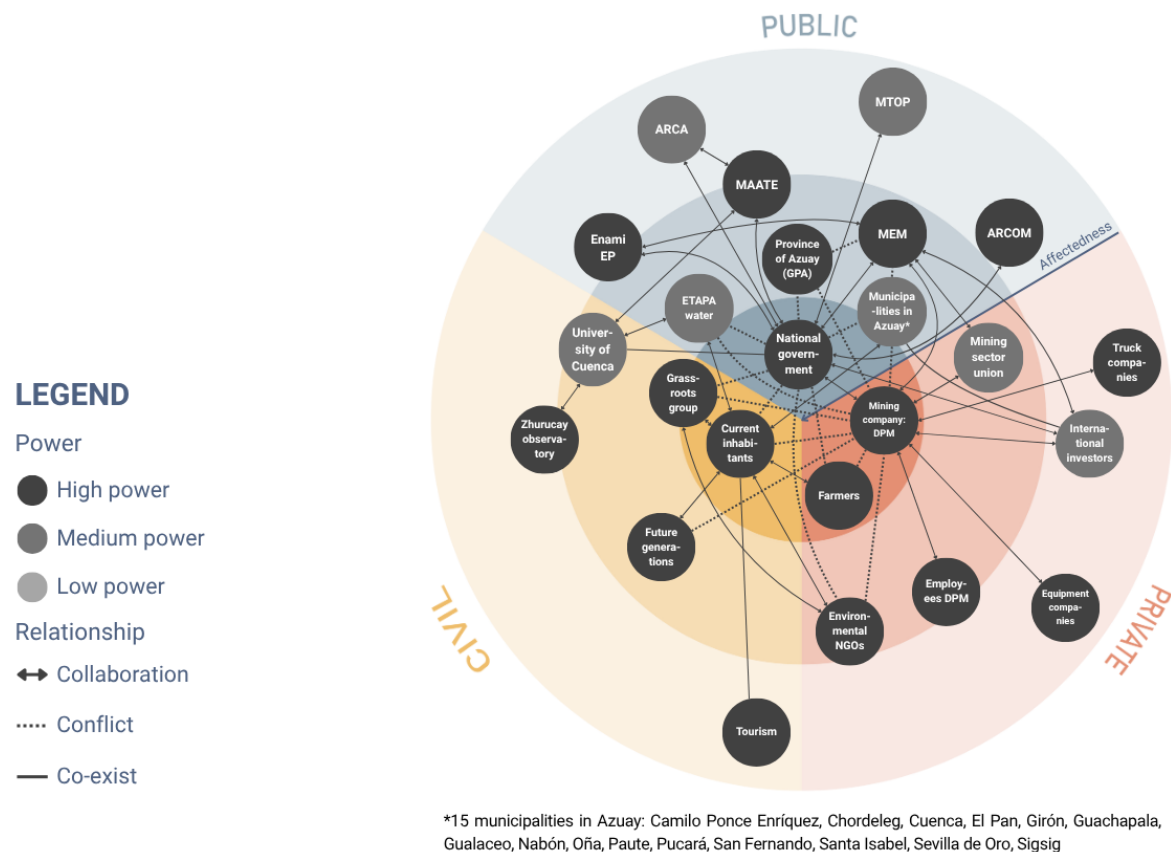 PUBLIC
MTOP
ARCA
MAATE
Enami
EP
Province
of Azuay
(GPA)
MEM
ARCOM
Affectedness
ETAPA
water
Municipa
-lities in
Azuay*
Univer-
sity of
Cuenca
National
govern-
ment
Mining
sector
union
Truck
compa-
nies
LEGEND
Power
High power
Medium power
Low power
Relationship
Collaboration
Conflict
Co-exist
Grass-
roots
group
Zhurucay
observa-
tory
Current
inhabi-
tants
Mining
company:
DPM
Interna-
tional
investors
Farmers
Future
genera-
tions
Employ-
ees DPM
Equipment
compa-
nies
Environ-
mental
NGOs
CIVIL
PRIVATE
Tourism
*15 municipalities in Azuay: Camilo Ponce Enríquez, Chordeleg, Cuenca, El Pan, Girón, Guachapala,
Gualaceo, Nabón, Oña, Paute, Pucará, San Fernando, Santa Isabel, Sevilla de Oro, Sigsig